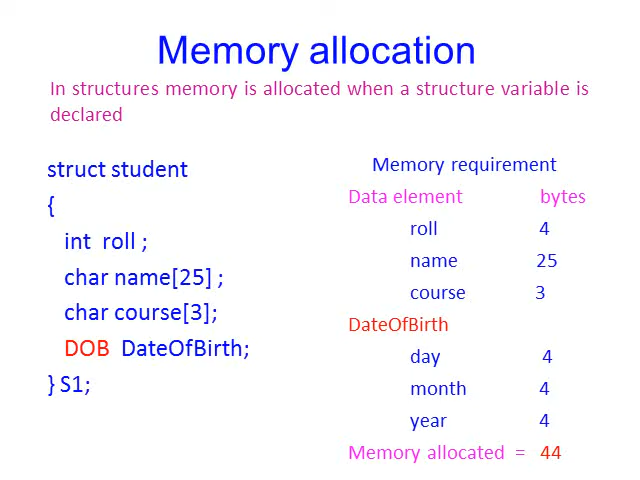 Memory allocation
In structures memory is allocated when a structure variable is
declared
struct student
{
int roll ;
char name[25] ;
char course[3];
DOB DateOfBirth;
} S1;
Memory requirement
Data element bytes
roll 4
name 25
course 3
DateOfBirth
day 4
month 4
year 4
Memory allocated = 44